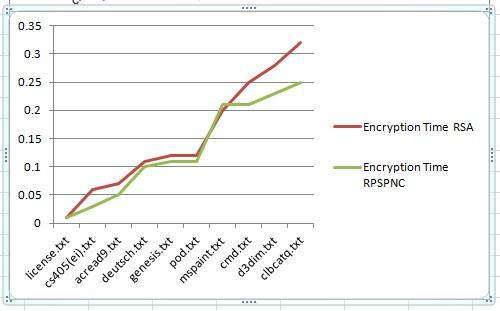 0.35
0.3
0.25
0.2
0.15
0.1
0.05
0
license.txt
cs405(ei).txt
acread9.txt
deutsch.txt
genesis.txt
pod.txt
mspaint.txt
cmd.txt
d3dim.txt
clbcatq.txt
Encryption Time RSA
Encryption Time
RPSPNC